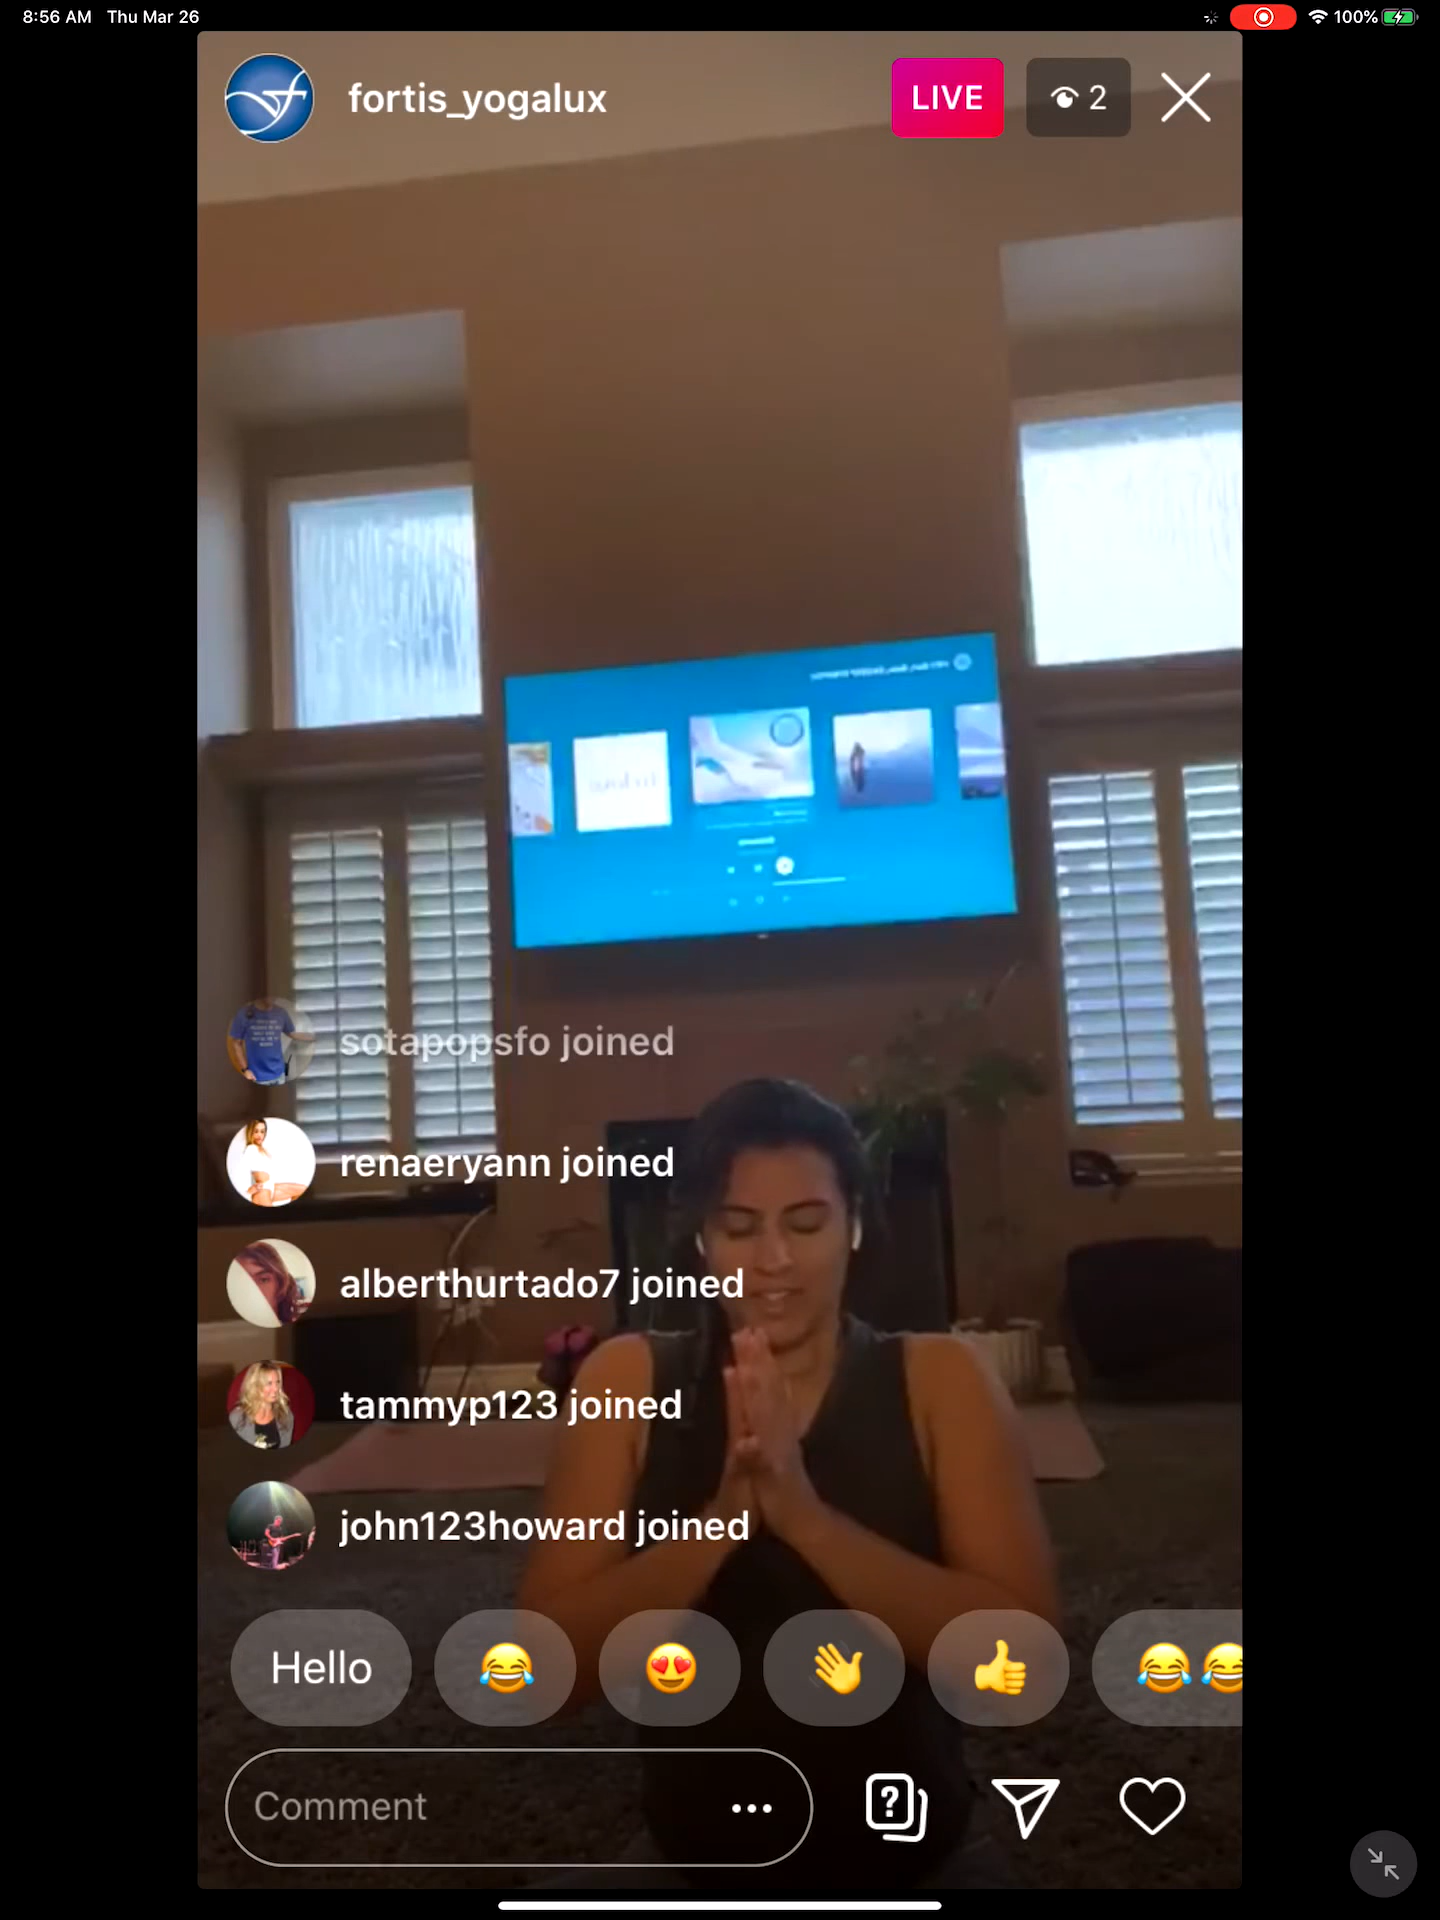 8:56 AM Thu Mar 26
100%
fortis_yogalux
LIVE
2
sotapopsfo joined
renaeryann joined
alberthurtado7 joined
tammyp123 joined
john123howard joined
Hello
Comment